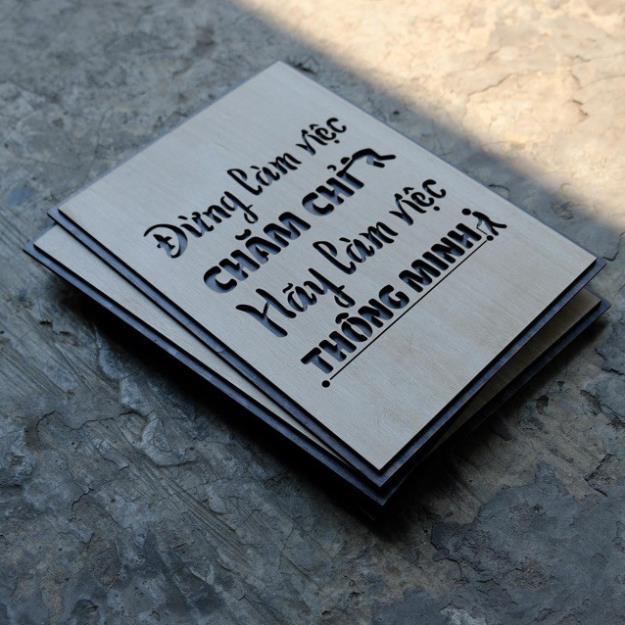 Đừng làm việc
CHĂM CHỈ
Hãy làm việc
THÔNG MINH